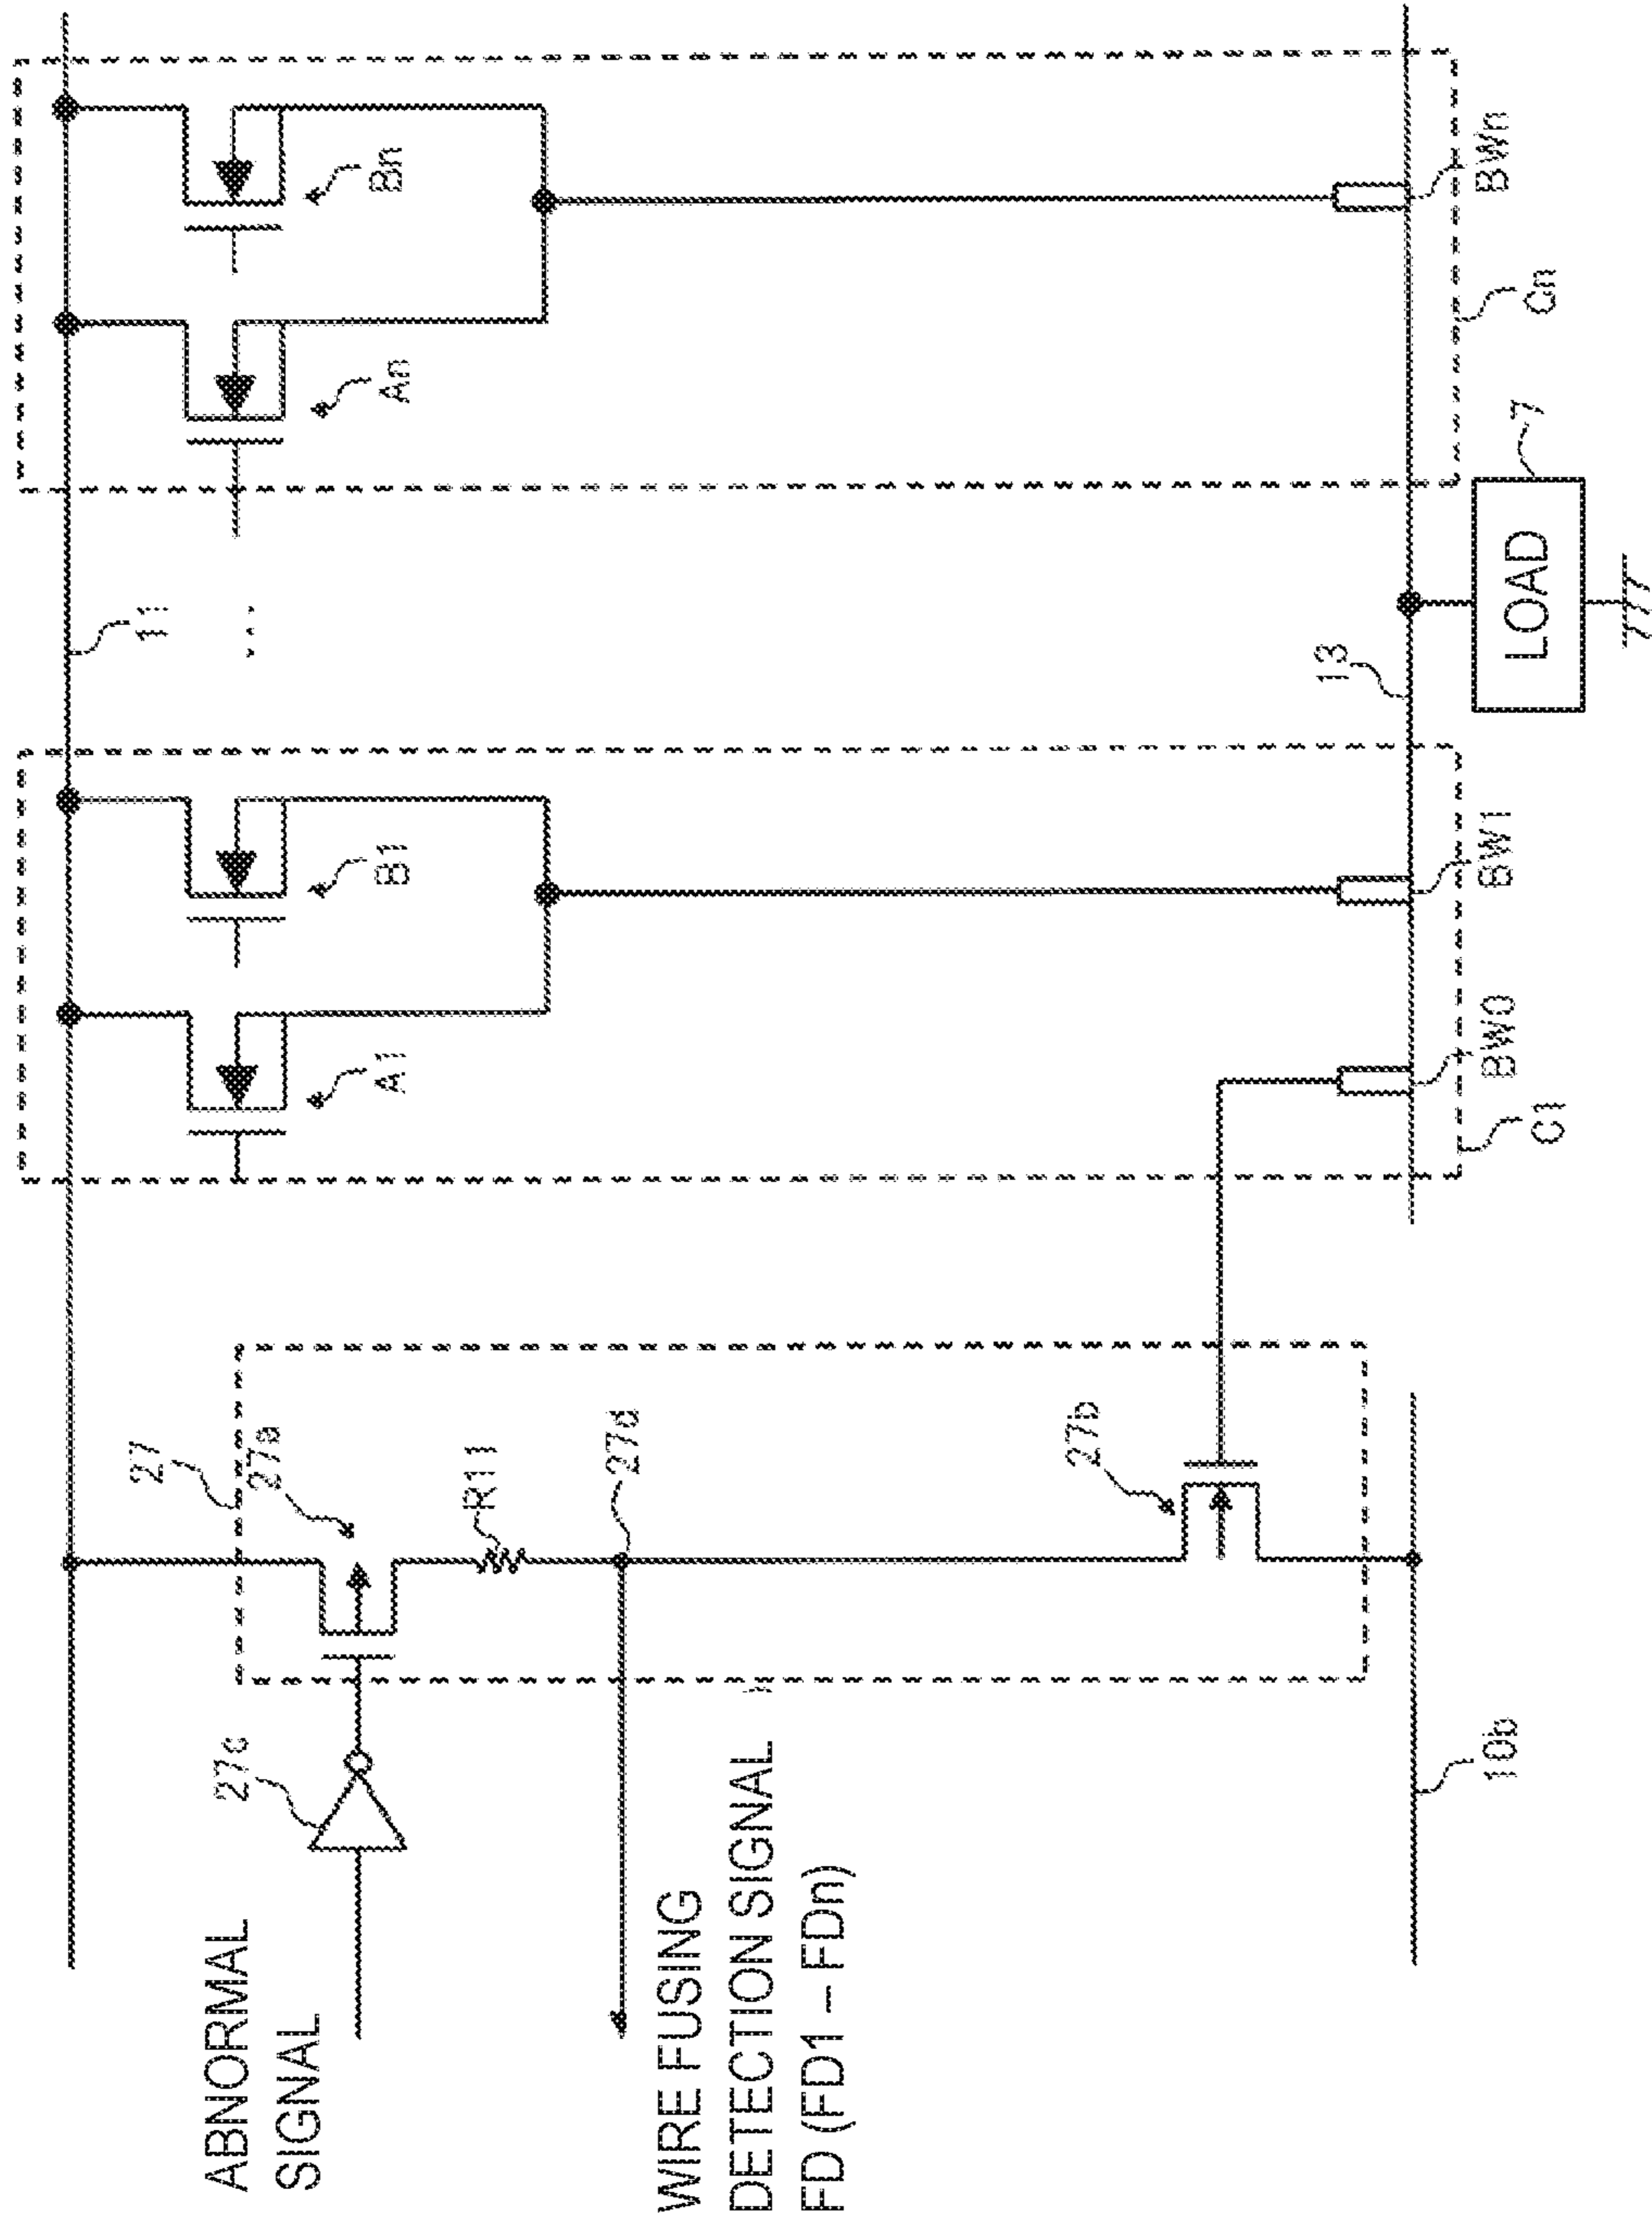 ABNORMAL
SIGNAL
27c
27
27a
R11
27d
WIRE FUSING
DETECTION SIGNAL
FD (FD1 – FDn)
27b
10b
11
...
A1
B1
An
Bn
BW0
BW1
BWn
C1
Cn
13
LOAD
7